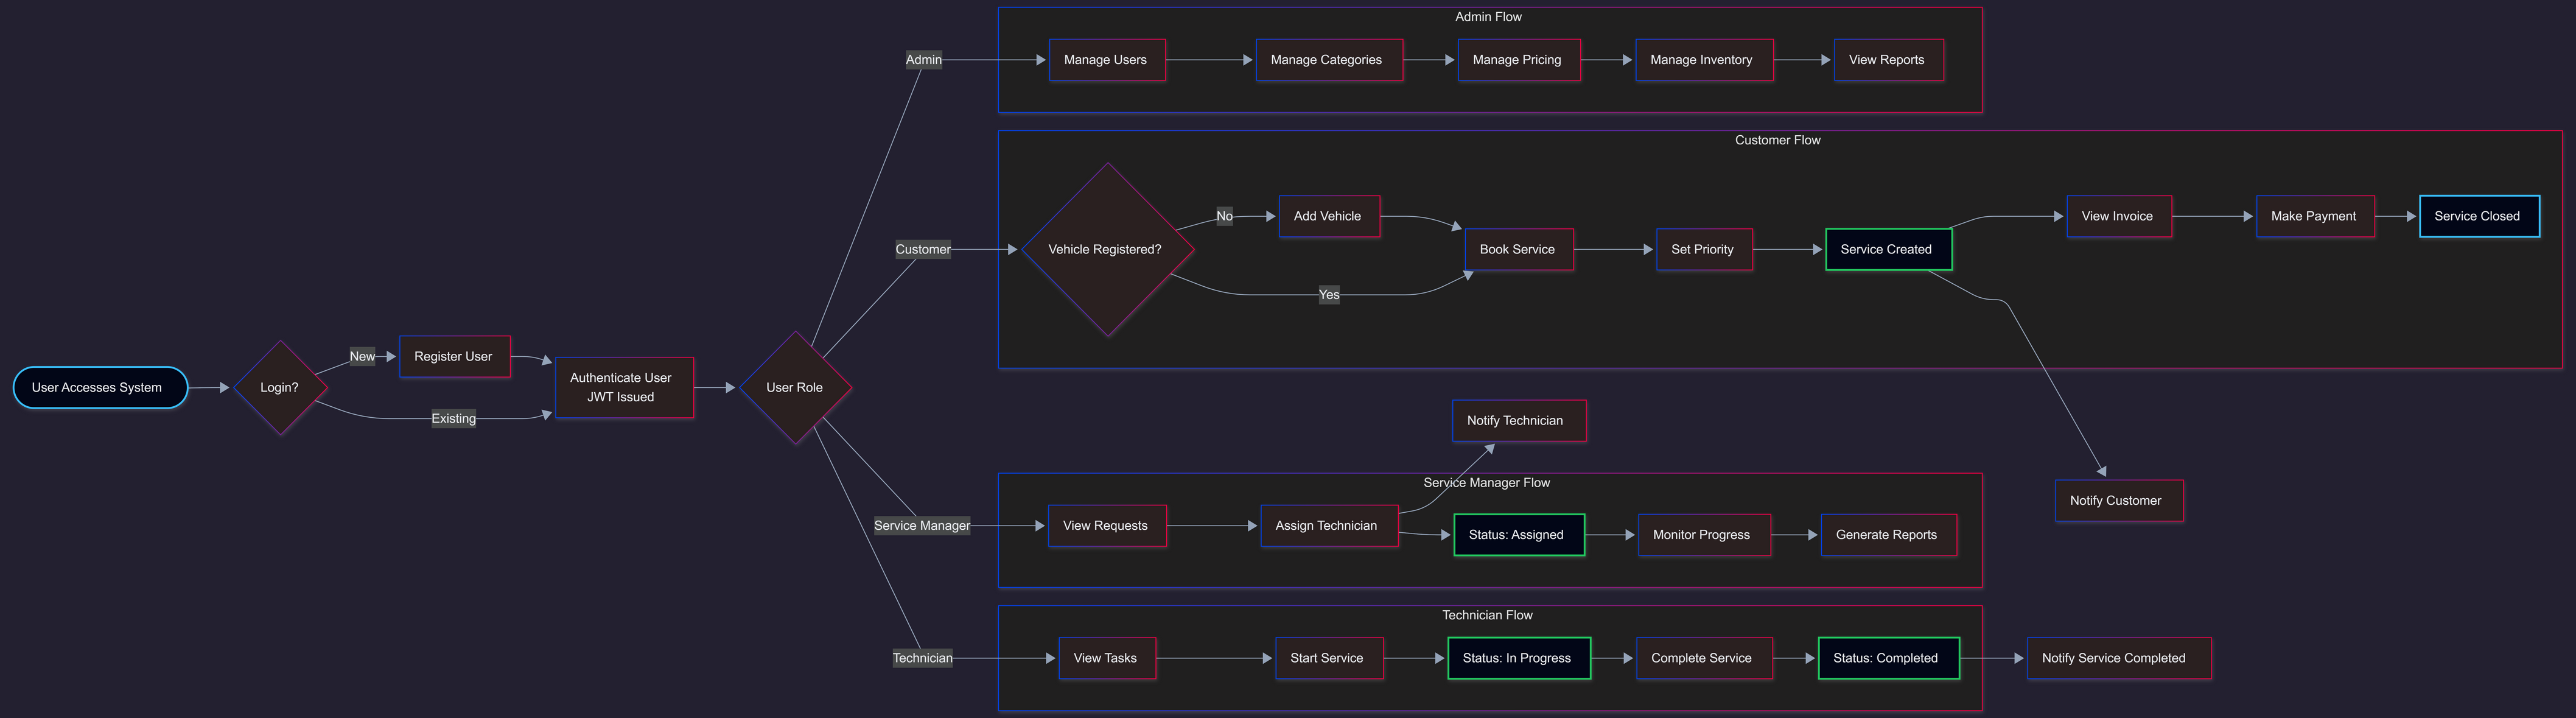 User Accesses System
Login?
New
Existing
Register User
Authenticate User
JWT Issued
User Role
Admin
Customer
Service Manager
Technician
Admin Flow
Manage Users
Manage Categories
Manage Pricing
Manage Inventory
View Reports
Customer Flow
Vehicle Registered?
No
Yes
Add Vehicle
Book Service
Set Priority
Service Created
View Invoice
Make Payment
Service Closed
Notify Technician
Notify Customer
Service Manager Flow
View Requests
Assign Technician
Status: Assigned
Monitor Progress
Generate Reports
Technician Flow
View Tasks
Start Service
Status: In Progress
Complete Service
Status: Completed
Notify Service Completed